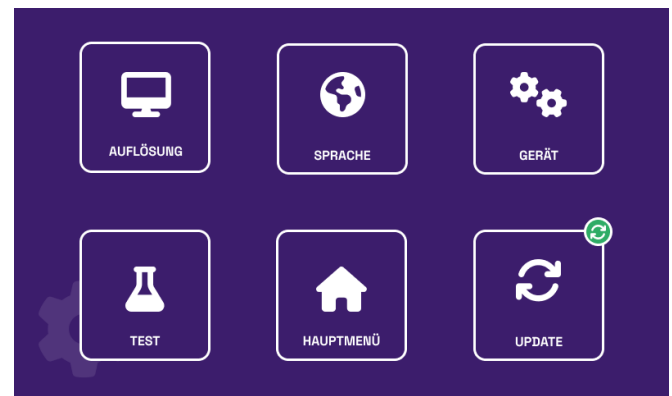 AUFLÖSUNG
SPRACHE
GERÄT
TEST
HAUPTMENÜ
UPDATE